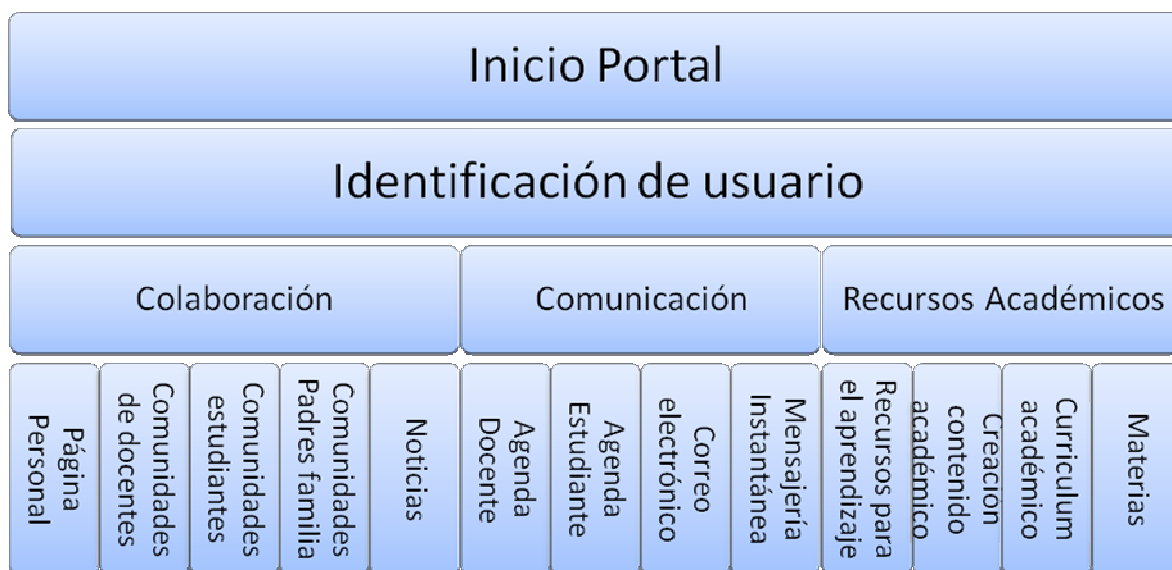 Inicio Portal
Identificación de usuario
Colaboración
Comunicación
Recursos Académicos
Página
Personal
Comunidades
de docentes
Comunidades
estudiantes
Comunidades
Padres familia
Noticias
Agenda
Docente
Agenda
Estudiante
Correo
electrónico
Mensajería
Instantánea
Recursos para
el aprendizaje
Creación
contenido
académico
Curriculum
académico
Materias